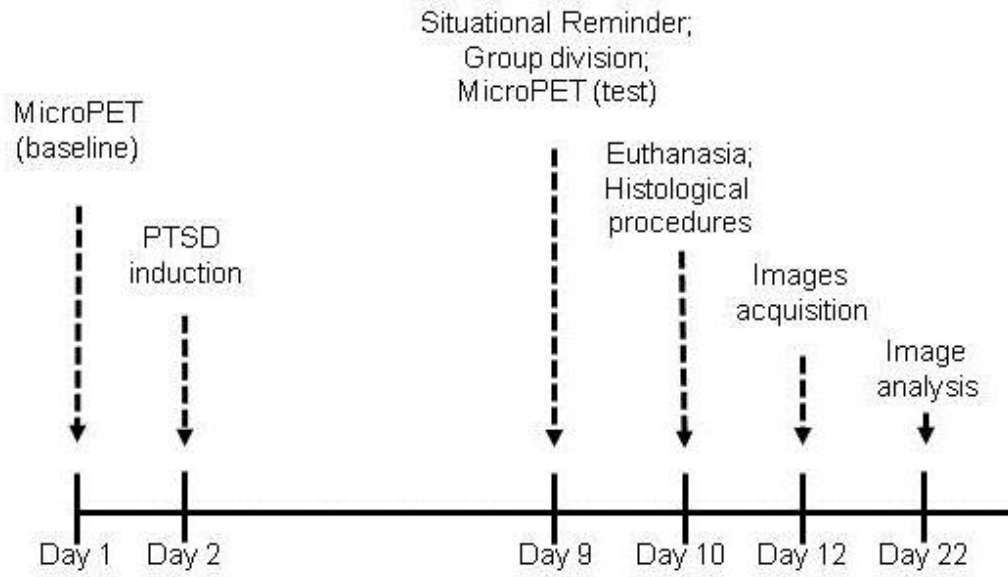 Situational Reminder;
Group division;
MicroPET (test)
MicroPET
(baseline)
Euthanasia;
Histological
procedures
PTSD
induction
Images
acquisition
Image
analysis
Day 1
Day 2
Day 9
Day 10
Day 12
Day 22